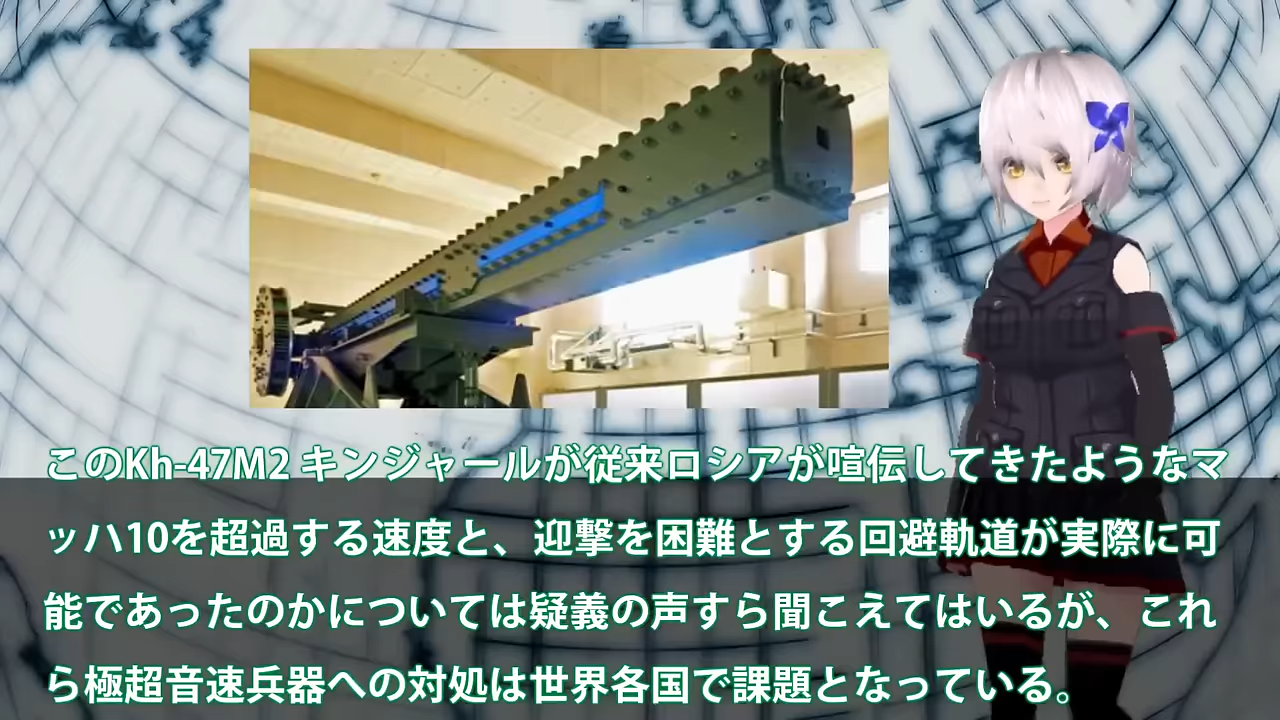 このKh-47M2 キンジャールが従来ロシアが喧伝してきたようなマ
ッハ10を超過する速度と、迎撃を困難とする回避軌道が実際に可
能であったのかについては疑義の声すら聞こえてはいるが、これ
ら極超音速兵器への対処は世界各国で課題となっている。